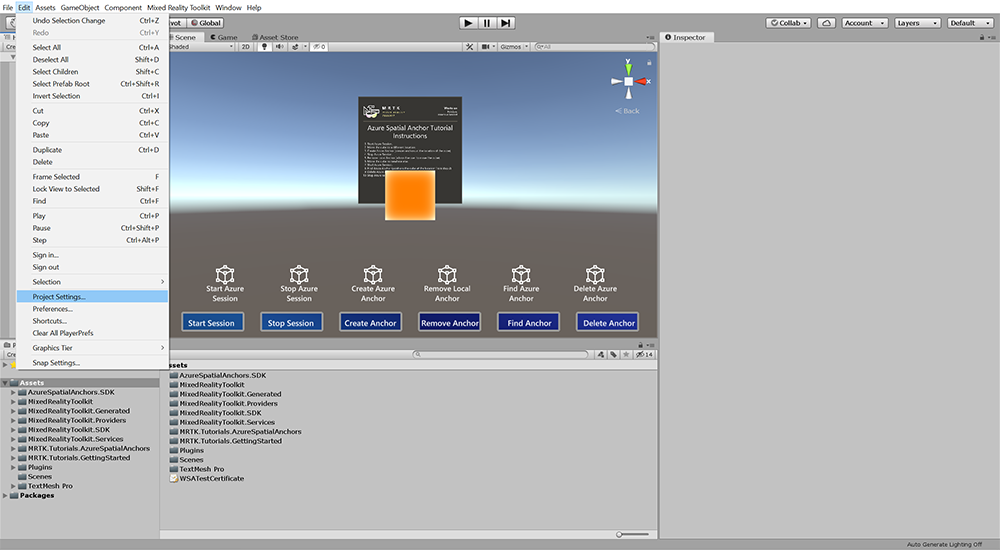 File Edit Assets GameObject Component Mixed Reality Toolkit Window Help
Undo Selection Change Ctrl+Z
Redo Ctrl+Y
Select All Ctrl+A
Deselect All Shift+D
Select Children Shift+C
Select Prefab Root Ctrl+Shift+R
Invert Selection Ctrl+I
Cut Ctrl+X
Copy Ctrl+C
Paste Ctrl+V
Duplicate Ctrl+D
Delete
Frame Selected F
Lock View to Selected Shift+F
Find Ctrl+F
Play Ctrl+P
Pause Ctrl+Shift+P
Step Ctrl+Alt+P
Sign in...
Sign out
Selection
Project Settings...
Preferences...
Shortcuts...
Clear All PlayerPrefs
Graphics Tier
Snap Settings...
vot Global
Collab Account Layers Default
Scene Game Asset Store
Shaded 2D 0 Gizmos All
y
x
Back
MRTK
Azure Spatial Anchor Tutorial
Instructions
Start Azure
Session
Stop Azure
Session
Create Azure
Anchor
Remove Local
Anchor
Find Azure
Anchor
Delete Azure
Anchor
Start Session
Stop Session
Create Anchor
Remove Anchor
Find Anchor
Delete Anchor
Inspector
P
Cre
14
Assets
AzureSpatialAnchors.SDK
MixedRealityToolkit
MixedRealityToolkit.Generated
MixedRealityToolkit.Providers
MixedRealityToolkit.SDK
MixedRealityToolkit.Services
MRTK.Tutorials.AzureSpatialAnchors
MRTK.Tutorials.GettingStarted
Plugins
Scenes
TextMesh Pro
Packages
ssets
AzureSpatialAnchors.SDK
MixedRealityToolkit
MixedRealityToolkit.Generated
MixedRealityToolkit.Providers
MixedRealityToolkit.SDK
MixedRealityToolkit.Services
MRTK.Tutorials.AzureSpatialAnchors
MRTK.Tutorials.GettingStarted
Plugins
Scenes
TextMesh Pro
WSATestCertificate
Auto Generate Lighting Off